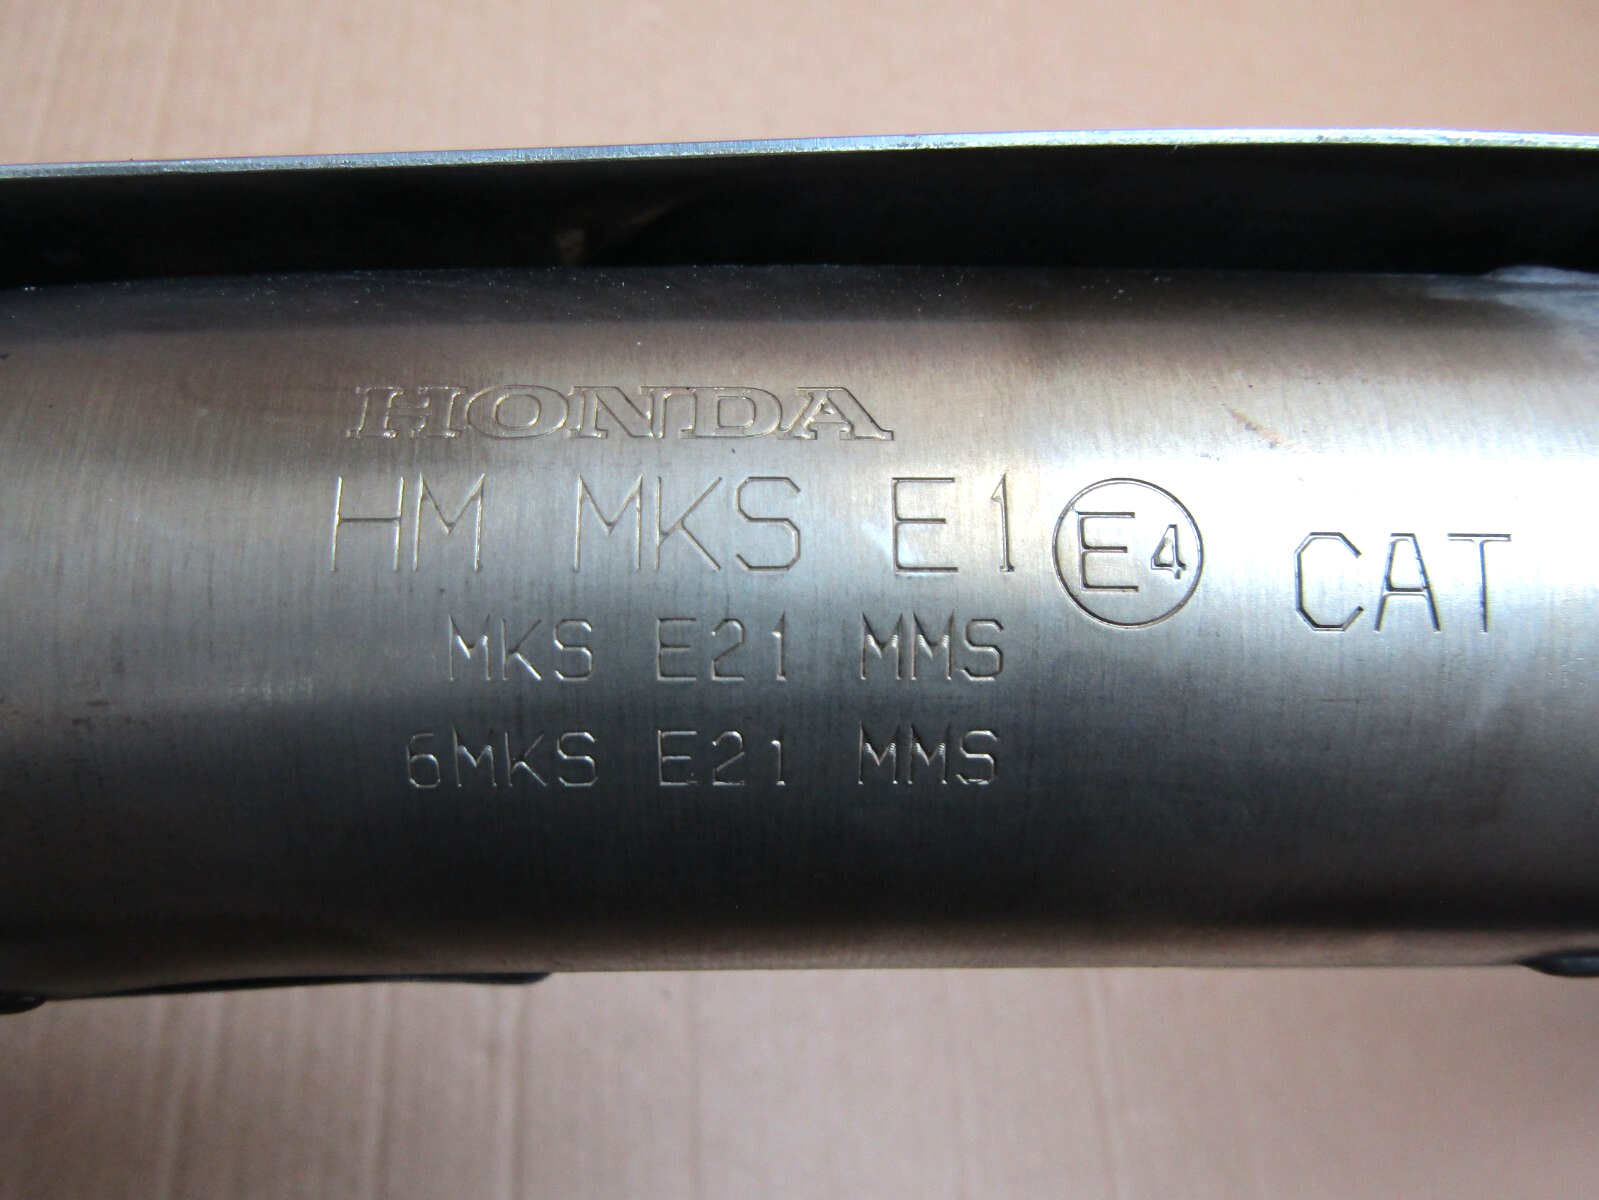 HONDA
HM MKS E1 E4 CAT
MKS E21 MMS
6MKS E21 MMS